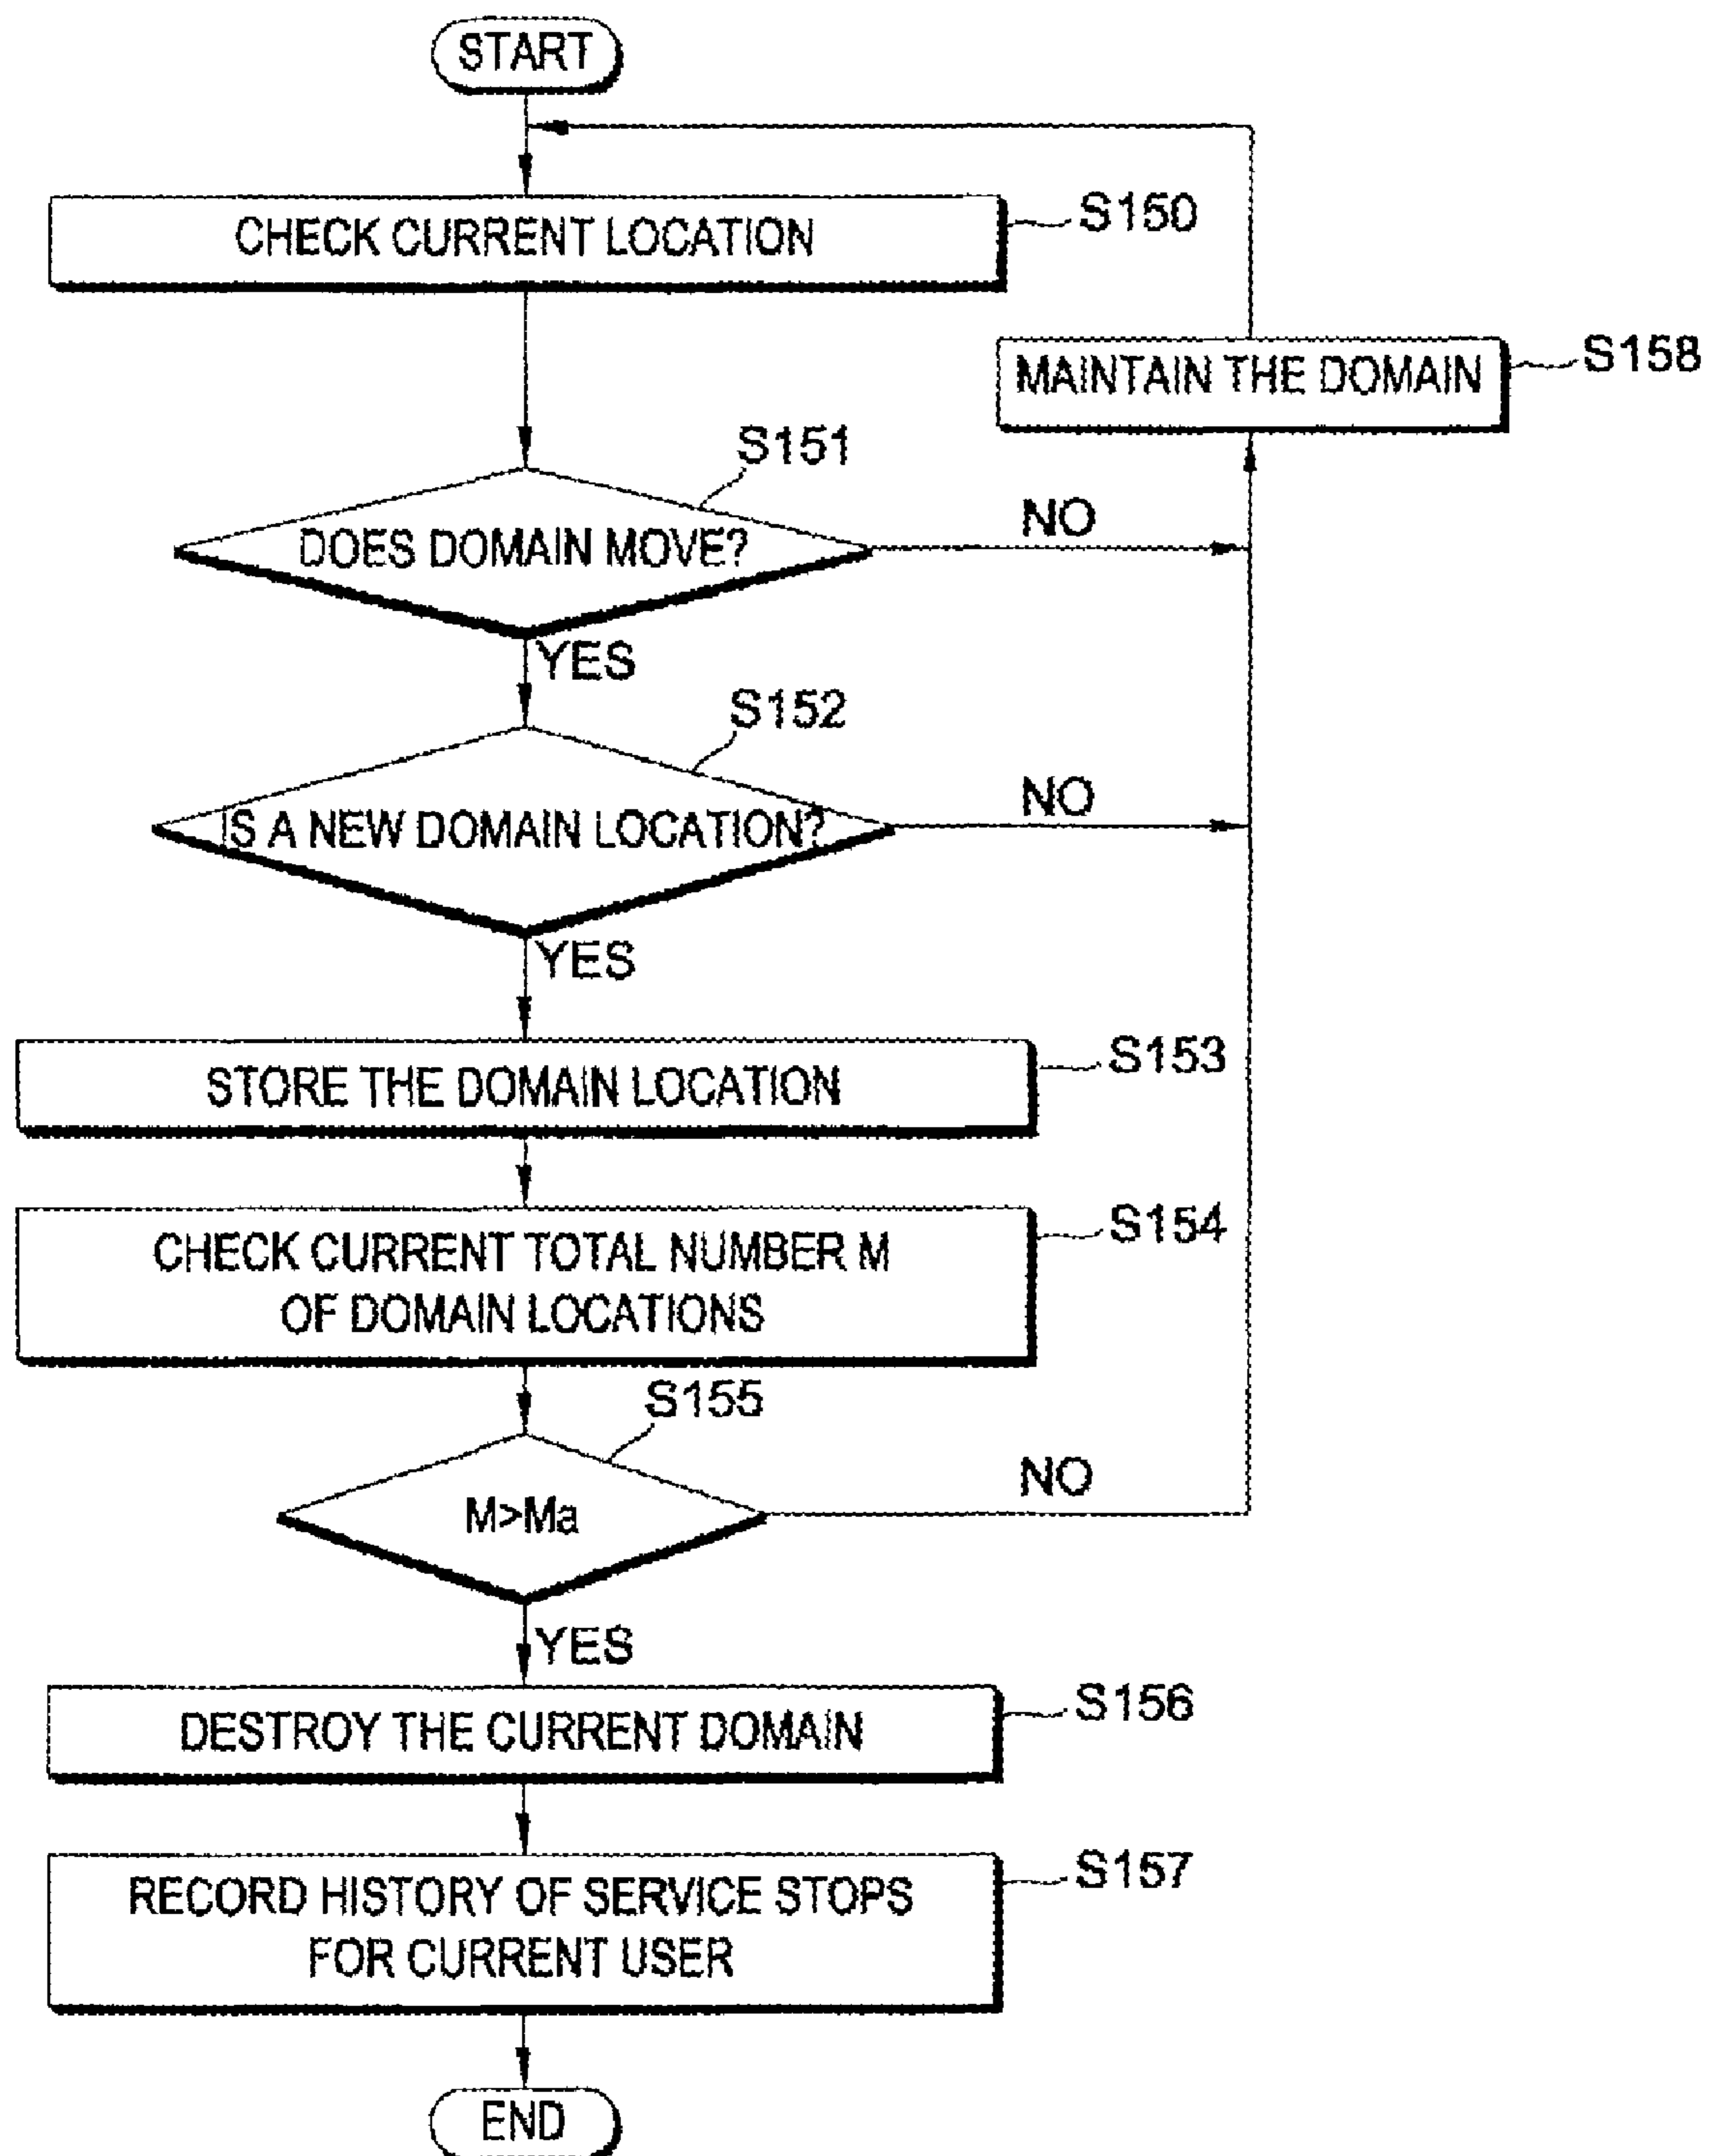 START
CHECK CURRENT LOCATION
S150
MAINTAIN THE DOMAIN
S158
S151
DOES DOMAIN MOVE?
NO
YES
S152
IS A NEW DOMAIN LOCATION?
NO
YES
STORE THE DOMAIN LOCATION
S153
CHECK CURRENT TOTAL NUMBER M
OF DOMAIN LOCATIONS
S154
S155
M>Ma
NO
YES
DESTROY THE CURRENT DOMAIN
S156
RECORD HISTORY OF SERVICE STOPS
FOR CURRENT USER
S157
END